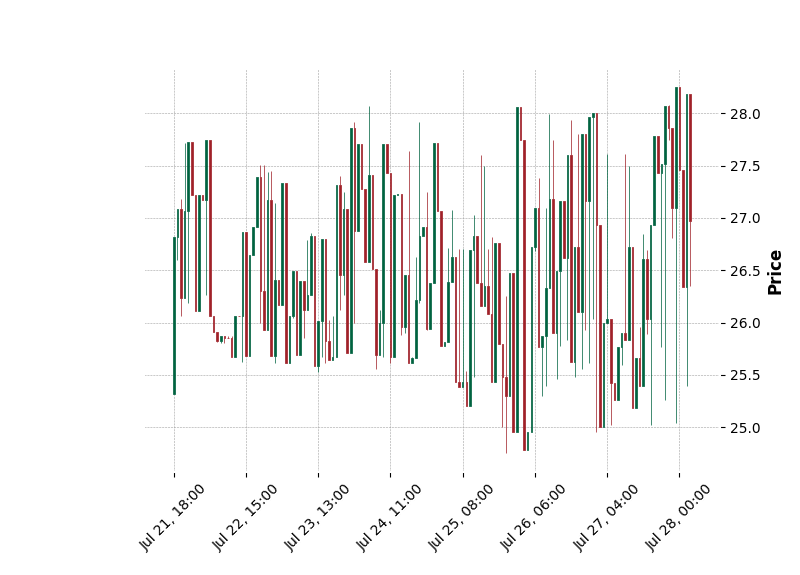 28.0
27.5
27.0
26.5
26.0
25.5
25.0
Price
Jul 21, 18:00
Jul 22, 15:00
Jul 23, 13:00
Jul 24, 11:00
Jul 25, 08:00
Jul 26, 06:00
Jul 27, 04:00
Jul 28, 00:00